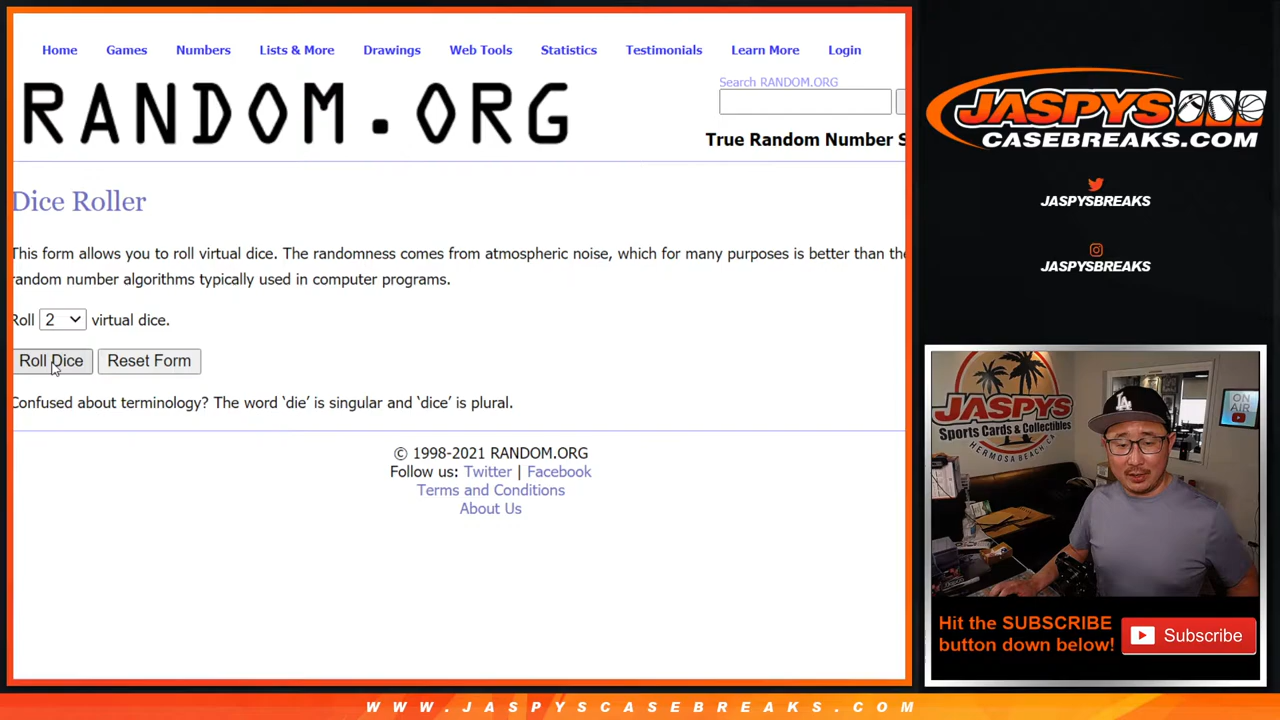 Home Games Numbers Lists & More Drawings Web Tools Statistics Testimonials Learn More Login
Search RANDOM.ORG
RANDOM.ORG
True Random Number S
Dice Roller
This form allows you to roll virtual dice. The randomness comes from atmospheric noise, which for many purposes is better than the
random number algorithms typically used in computer programs.
Roll 2 virtual dice.
Roll Dice Reset Form
Confused about terminology? The word ‘die’ is singular and ‘dice’ is plural.
© 1998-2021 RANDOM.ORG
Follow us: Twitter | Facebook
Terms and Conditions
About Us
JASPYS
CASEBREAKS.COM
JASPYSBREAKS
JASPYSBREAKS
JASPYS
Sports Cards & Collectibles
HERMOSA BEACH, CA
LA
ON
AIR
Hit the SUBSCRIBE
button down below!
Subscribe
WWW.JASPYSCASEBREAKS.COM